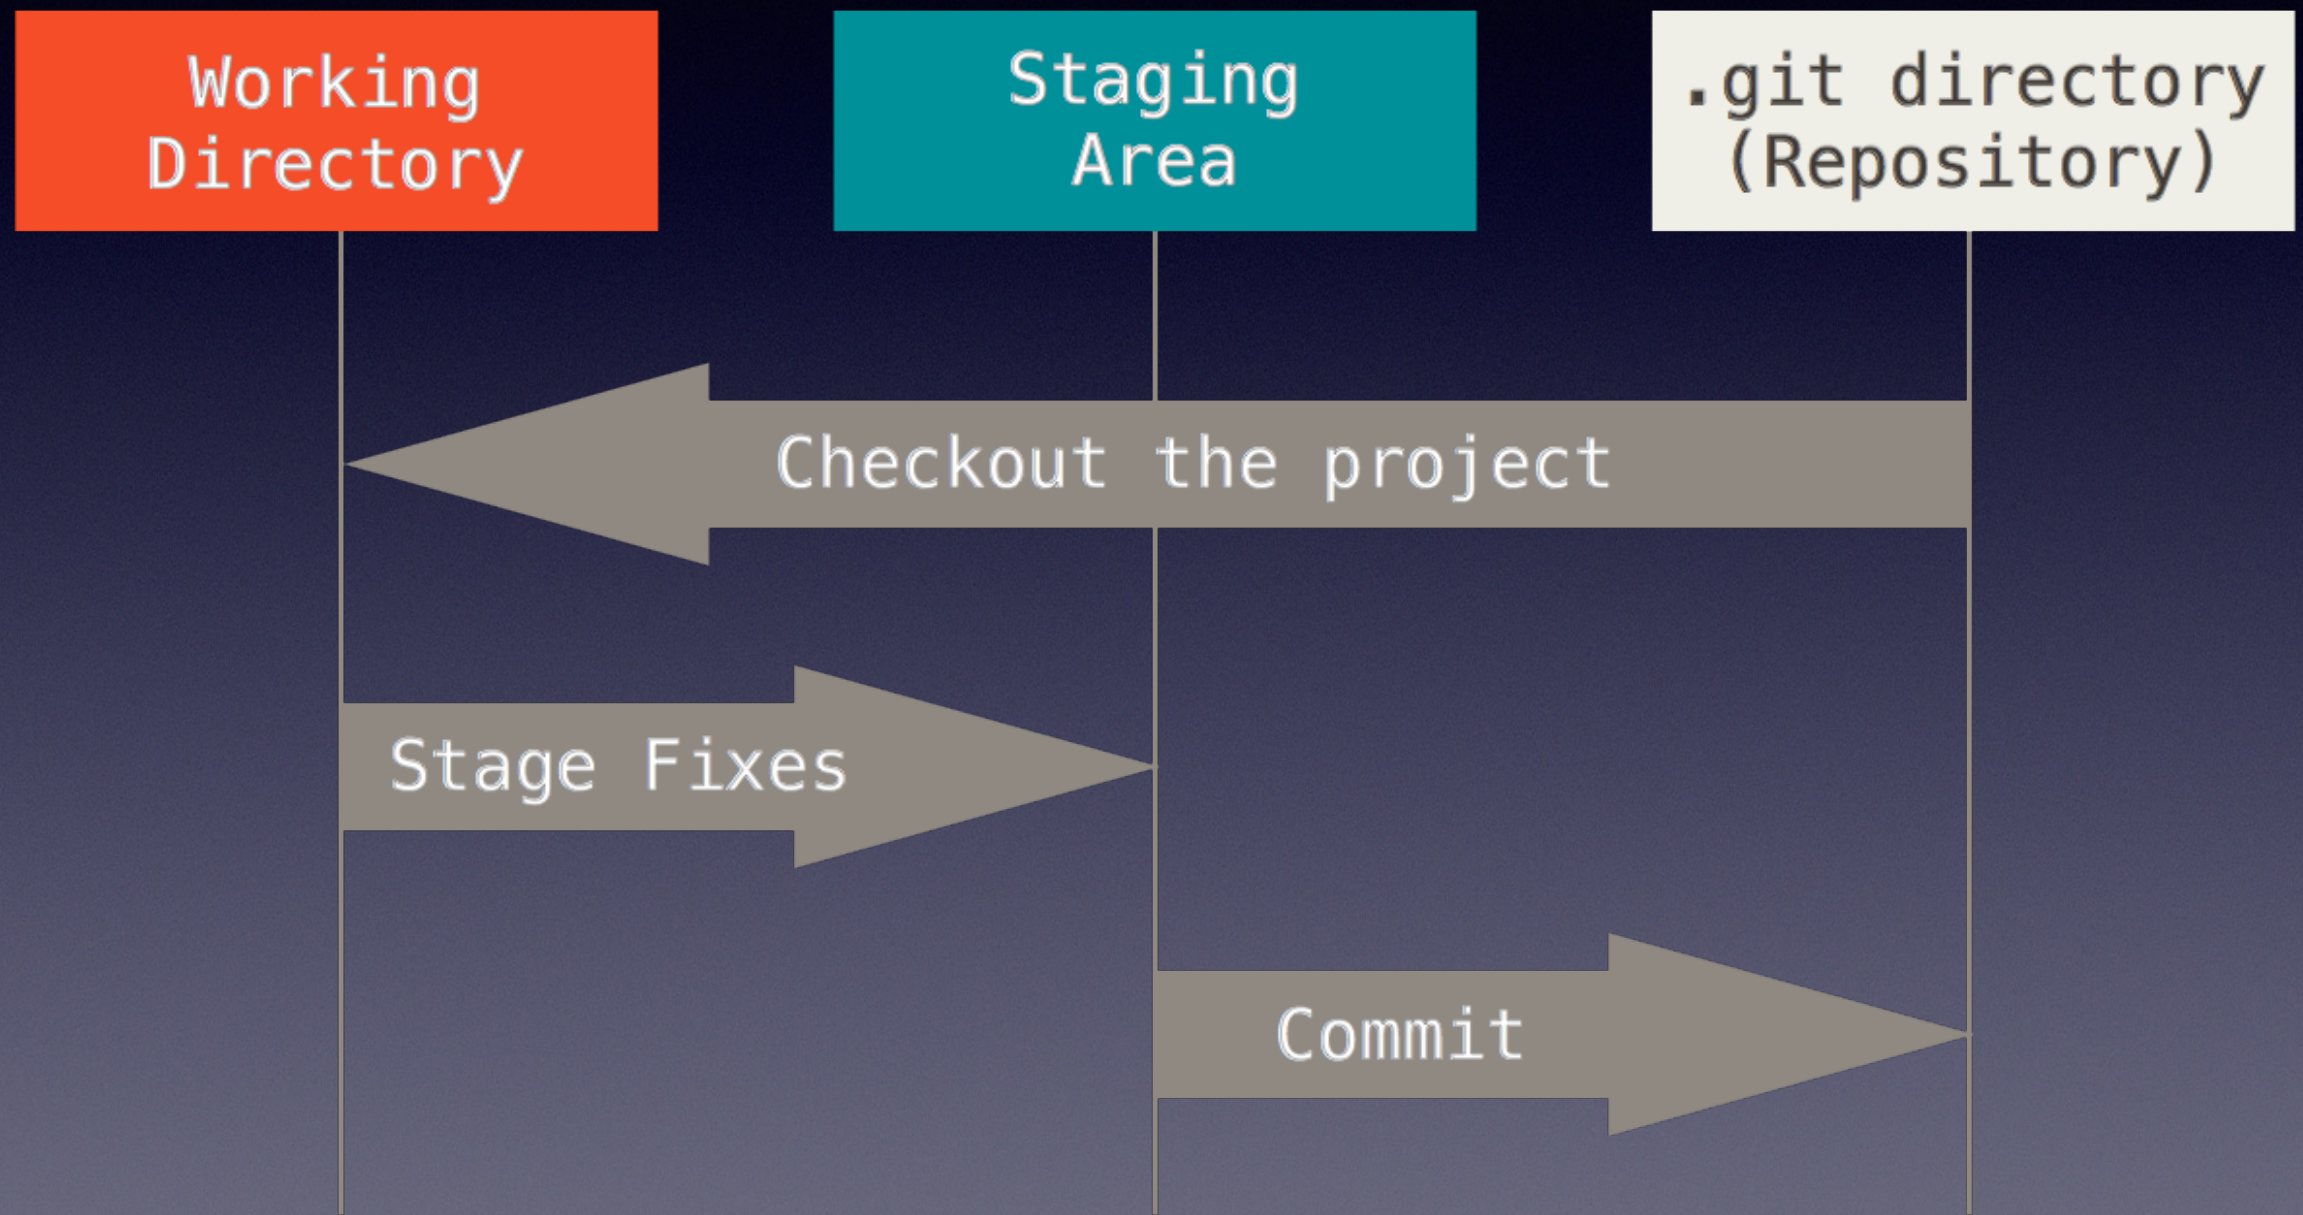 Working
Directory
Staging
Area
.git directory
(Repository)
Checkout the project
Stage Fixes
Commit